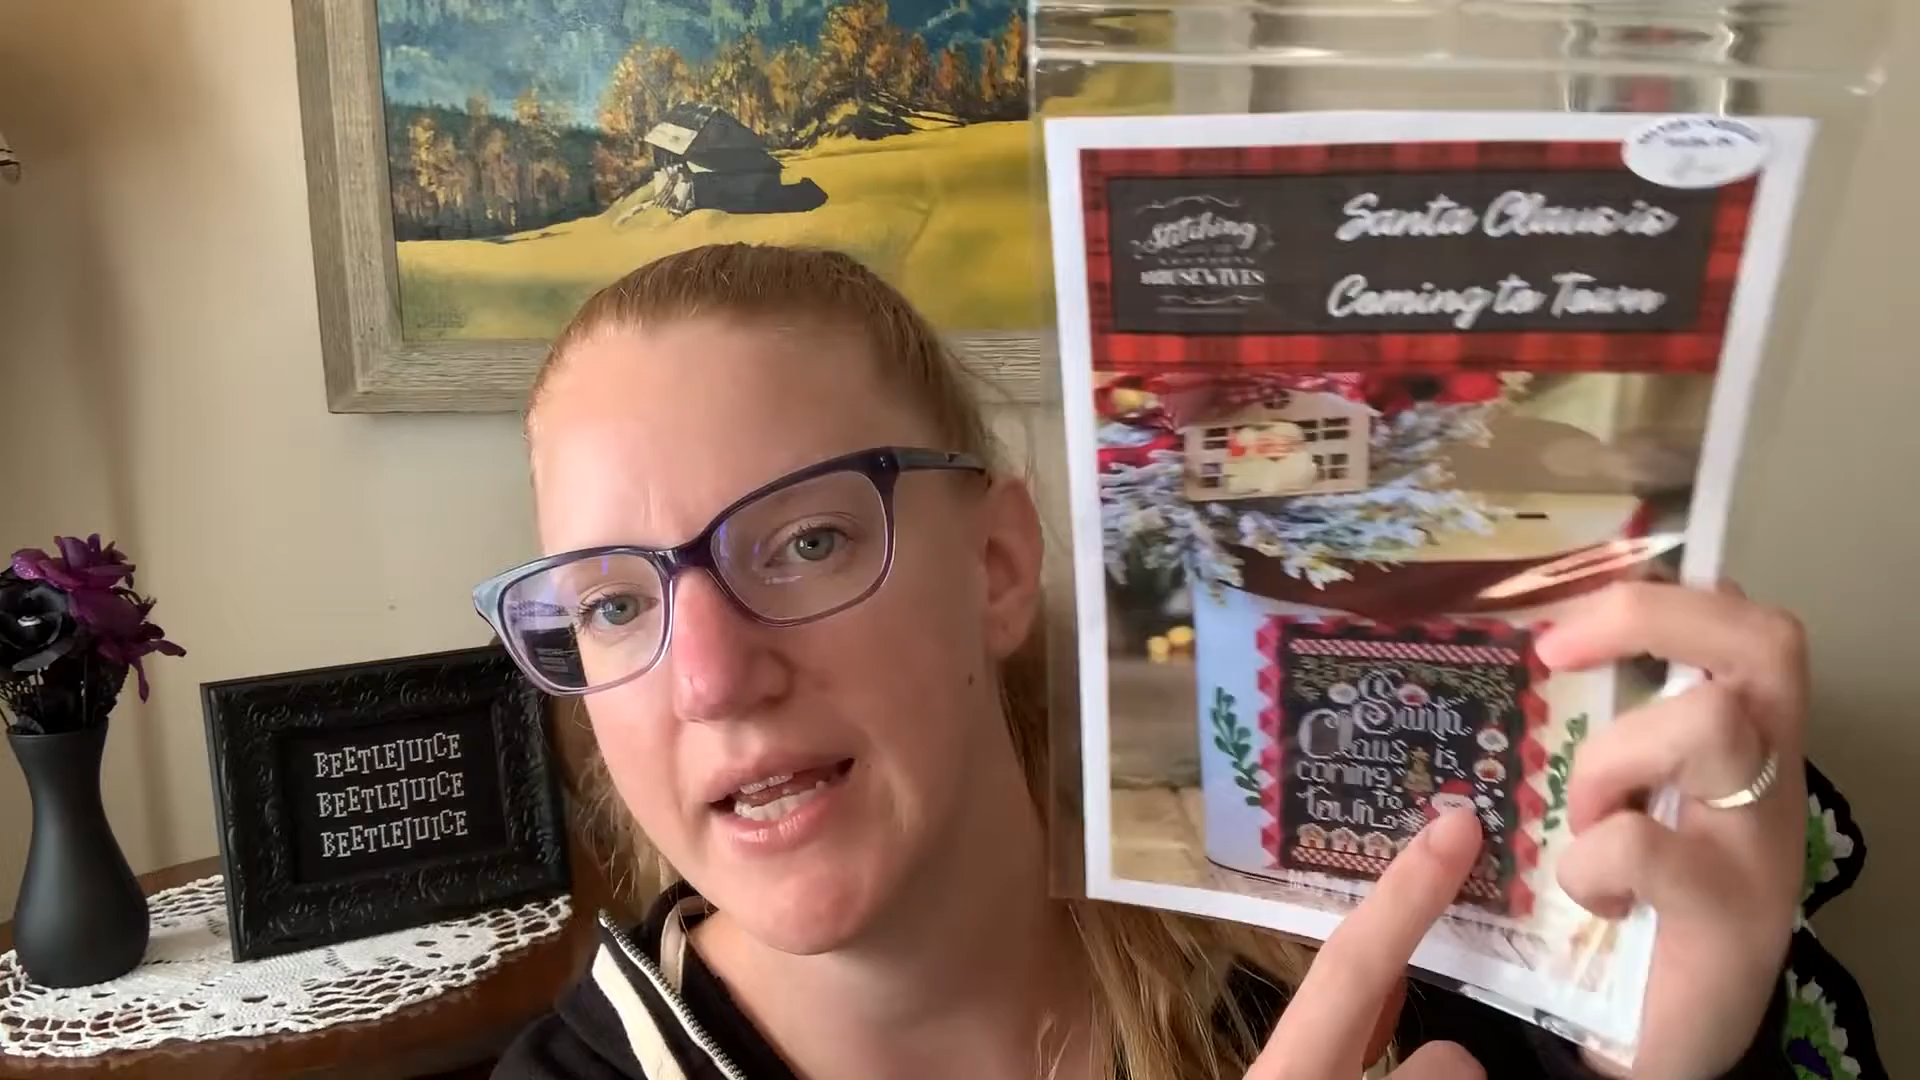 Stitching
HOUSEWIVES
Santa Claus is
Coming to Town
Santa
Claus is
coming
to
town
BEETLEJUICE
BEETLEJUICE
BEETLEJUICE